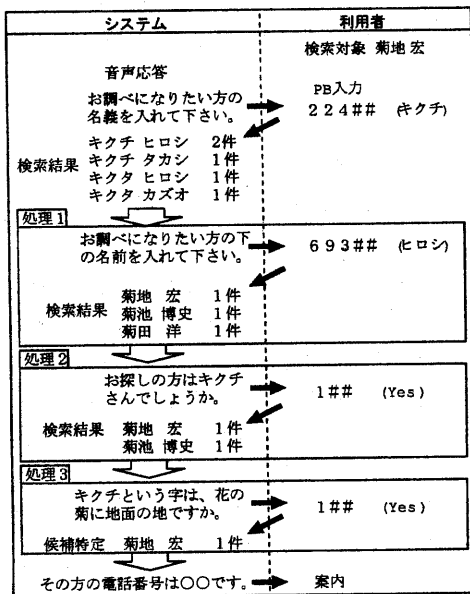 システム 利用者
検索対象 菊地 宏
音声応答
PB入力
お調べになりたい方の
名義を入れて下さい。
224## (キクチ)
検索結果
キクチ ヒロシ 2件
キクチ タカシ 1件
キクタ ヒロシ 1件
キクタ カズオ 1件
処理1
お調べになりたい方の下
の名前を入れて下さい。
693## (ヒロシ)
検索結果
菊地 宏 1件
菊池 博史 1件
菊田 洋 1件
処理2
お探しの方はキクチ
さんでしょうか。
1## (Yes)
検索結果 菊地 宏 1件
菊池 博史 1件
処理3
キクチという字は、花の
菊に地面の地ですか。
1## (Yes)
候補特定 菊地 宏 1件
その方の電話番号は〇〇です。 案内